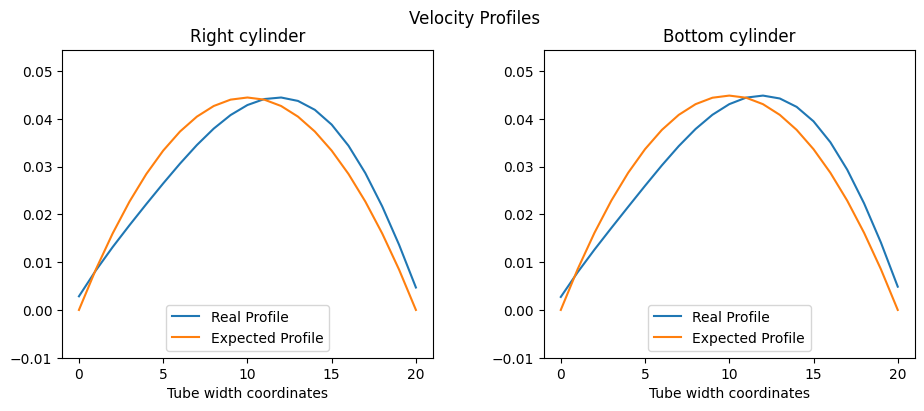 Velocity Profiles
Right cylinder
0.05
0.04
0.03
0.02
0.01
0.00
−0.01
0 5 10 15 20
Real Profile
Expected Profile
Tube width coordinates
Bottom cylinder
0.05
0.04
0.03
0.02
0.01
0.00
−0.01
0 5 10 15 20
Real Profile
Expected Profile
Tube width coordinates